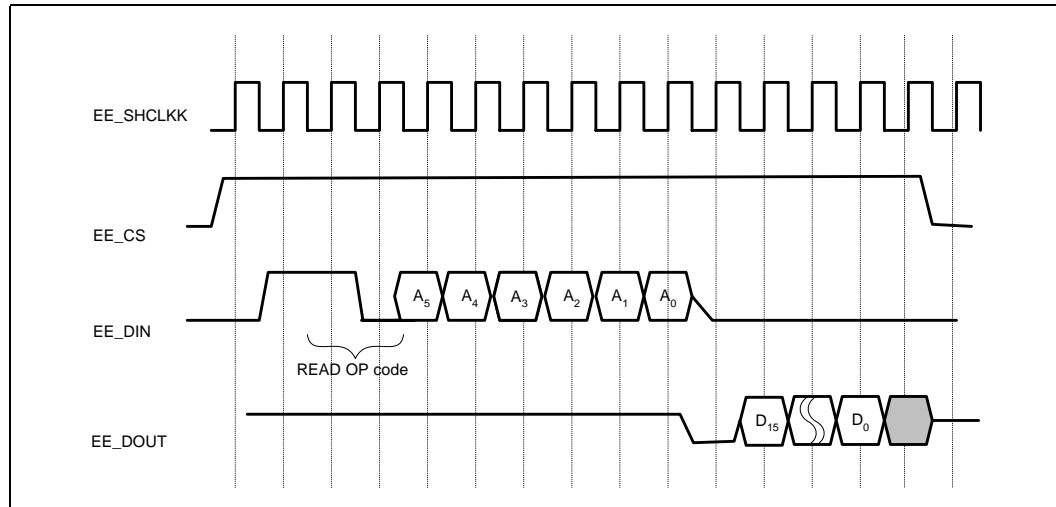 EE_SHCLKK
EE_CS
EE_DIN
A5 A4 A3 A2 A1 A0
READ OP code
EE_DOUT
D15 D0